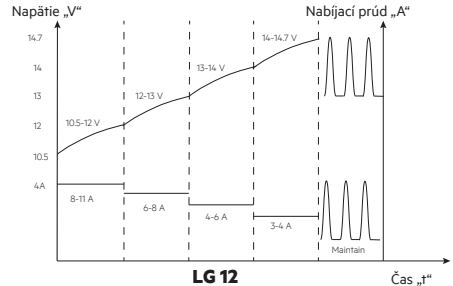 Napätie „V“
Nabíjací prúd „A“
14.7
14
13
12
10.5
4A
10.5-12 V
12-13 V
13-14 V
14-14.7 V
8-11 A
6-8 A
4-6 A
3-4 A
Maintain
LG 12
Čas „t“